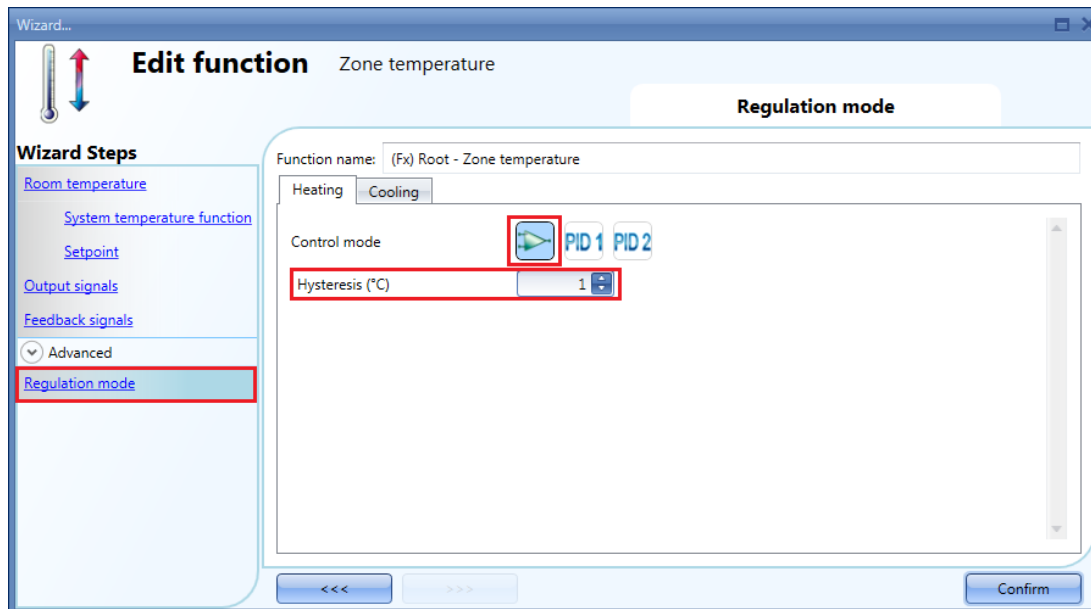 Wizard...
Edit function Zone temperature
Regulation mode
Wizard Steps
Room temperature
System temperature function
Setpoint
Output signals
Feedback signals
Advanced
Regulation mode
Function name: (Fx) Root - Zone temperature
Heating Cooling
Control mode PID 1 PID 2
Hysteresis (°C) 1
<<< >>> Confirm